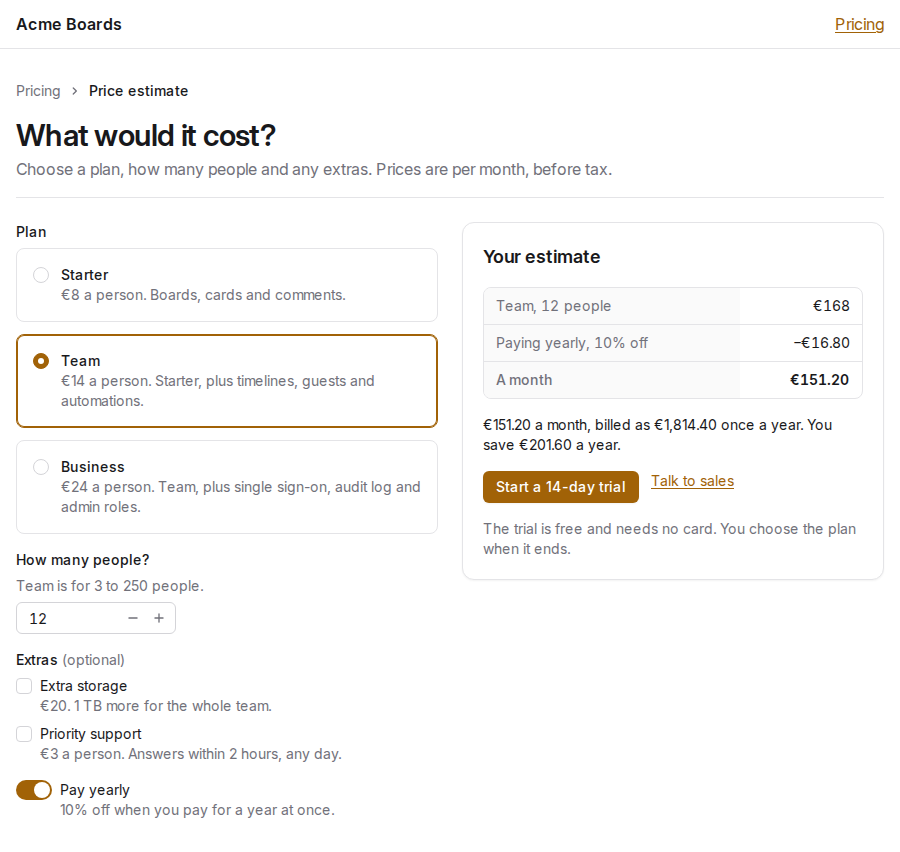 Acme Boards
Pricing
Pricing
Price estimate
What would it cost?
Choose a plan, how many people and any extras. Prices are per month, before tax.
Plan
Starter
€8 a person. Boards, cards and comments.
Team
€14 a person. Starter, plus timelines, guests and
automations.
Business
€24 a person. Team, plus single sign-on, audit log and
admin roles.
How many people?
Team is for 3 to 250 people.
12
Extras (optional)
Extra storage
€20. 1 TB more for the whole team.
Priority support
€3 a person. Answers within 2 hours, any day.
Pay yearly
10% off when you pay for a year at once.
Your estimate
Team, 12 people €168
Paying yearly, 10% off −€16.80
A month €151.20
€151.20 a month, billed as €1,814.40 once a year. You
save €201.60 a year.
Start a 14-day trial
Talk to sales
The trial is free and needs no card. You choose the plan
when it ends.